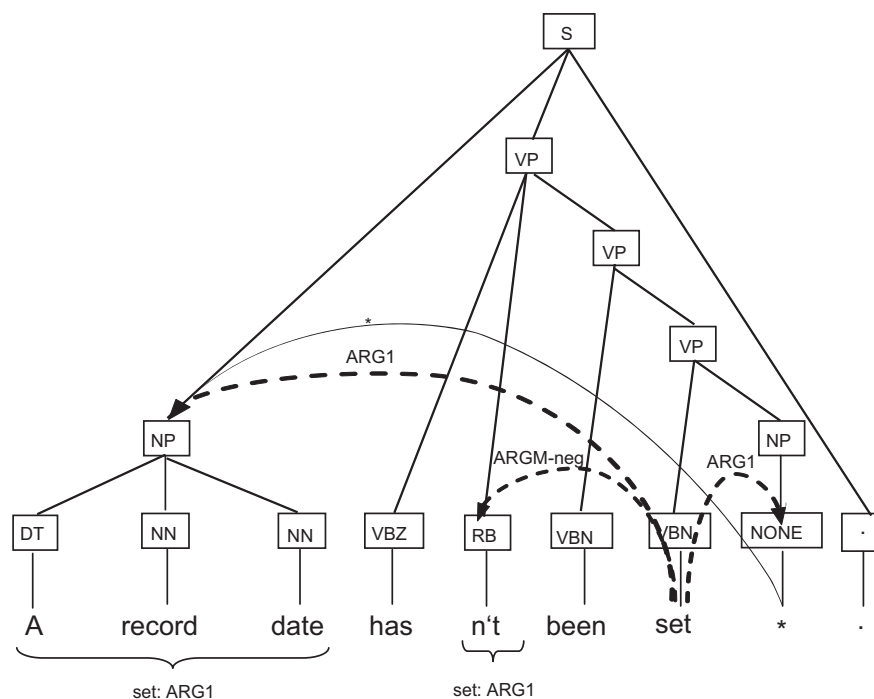 S
VP
VP
*
VP
ARG1
NP
NP
ARGM-neg
ARG1
DT
NN
NN
VBZ
RB
VBN
VBN
NONE
.
A record date has n‘t been set * .
set: ARG1
set: ARG1